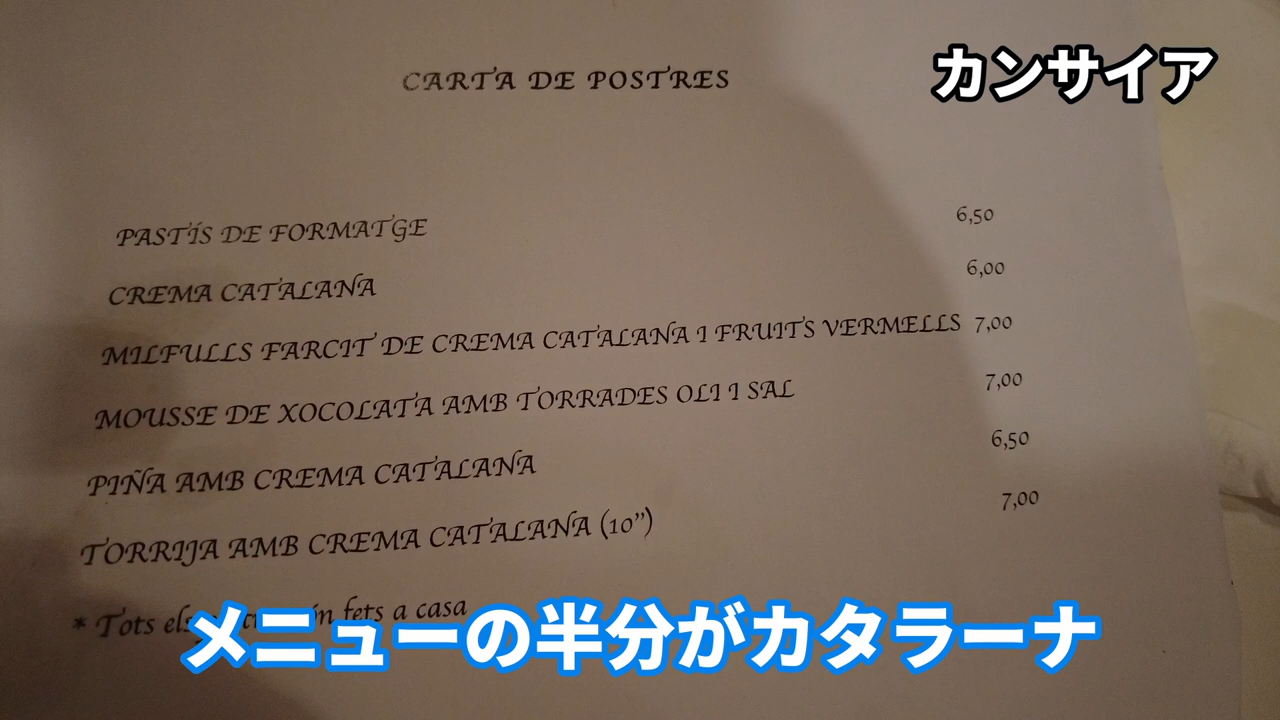 カンサイア
CARTA DE POSTRES
PASTÍS DE FORMATGE 6,50
CREMA CATALANA 6,00
MILFULLS FARCIT DE CREMA CATALANA I FRUITS VERMELLS 7,00
MOUSSE DE XOCOLATA AMB TORRADES OLI I SAL 7,00
PIÑA AMB CREMA CATALANA 6,50
TORRIJA AMB CREMA CATALANA (10”) 7,00
* Tots els fets a casa
メニューの半分がカタラーナ